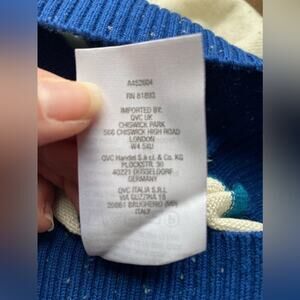 A452604
RN 81893
IMPORTED BY:
QVC UK
CHISWICK PARK
566 CHISWICK HIGH ROAD
LONDON
W4 5XU
QVC Handel S.à r.l. & Co. KG
PLOCKSTR. 30
40221 DÜSSELDORF
GERMANY
QVC ITALIA S.R.L
VIA GUZZINA 18
20861 BRUGHERIO (MB)
ITALY